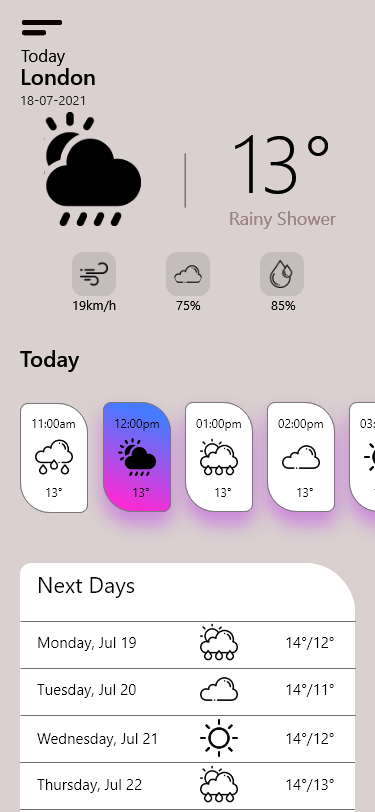 Today
London
18-07-2021
13°
Rainy Shower
19km/h 75% 85%
Today
11:00am 12:00pm 01:00pm 02:00pm 03:
13° 13° 13° 13°
Next Days
Monday, Jul 19 14°/12°
Tuesday, Jul 20 14°/11°
Wednesday, Jul 21 14°/12°
Thursday, Jul 22 14°/13°